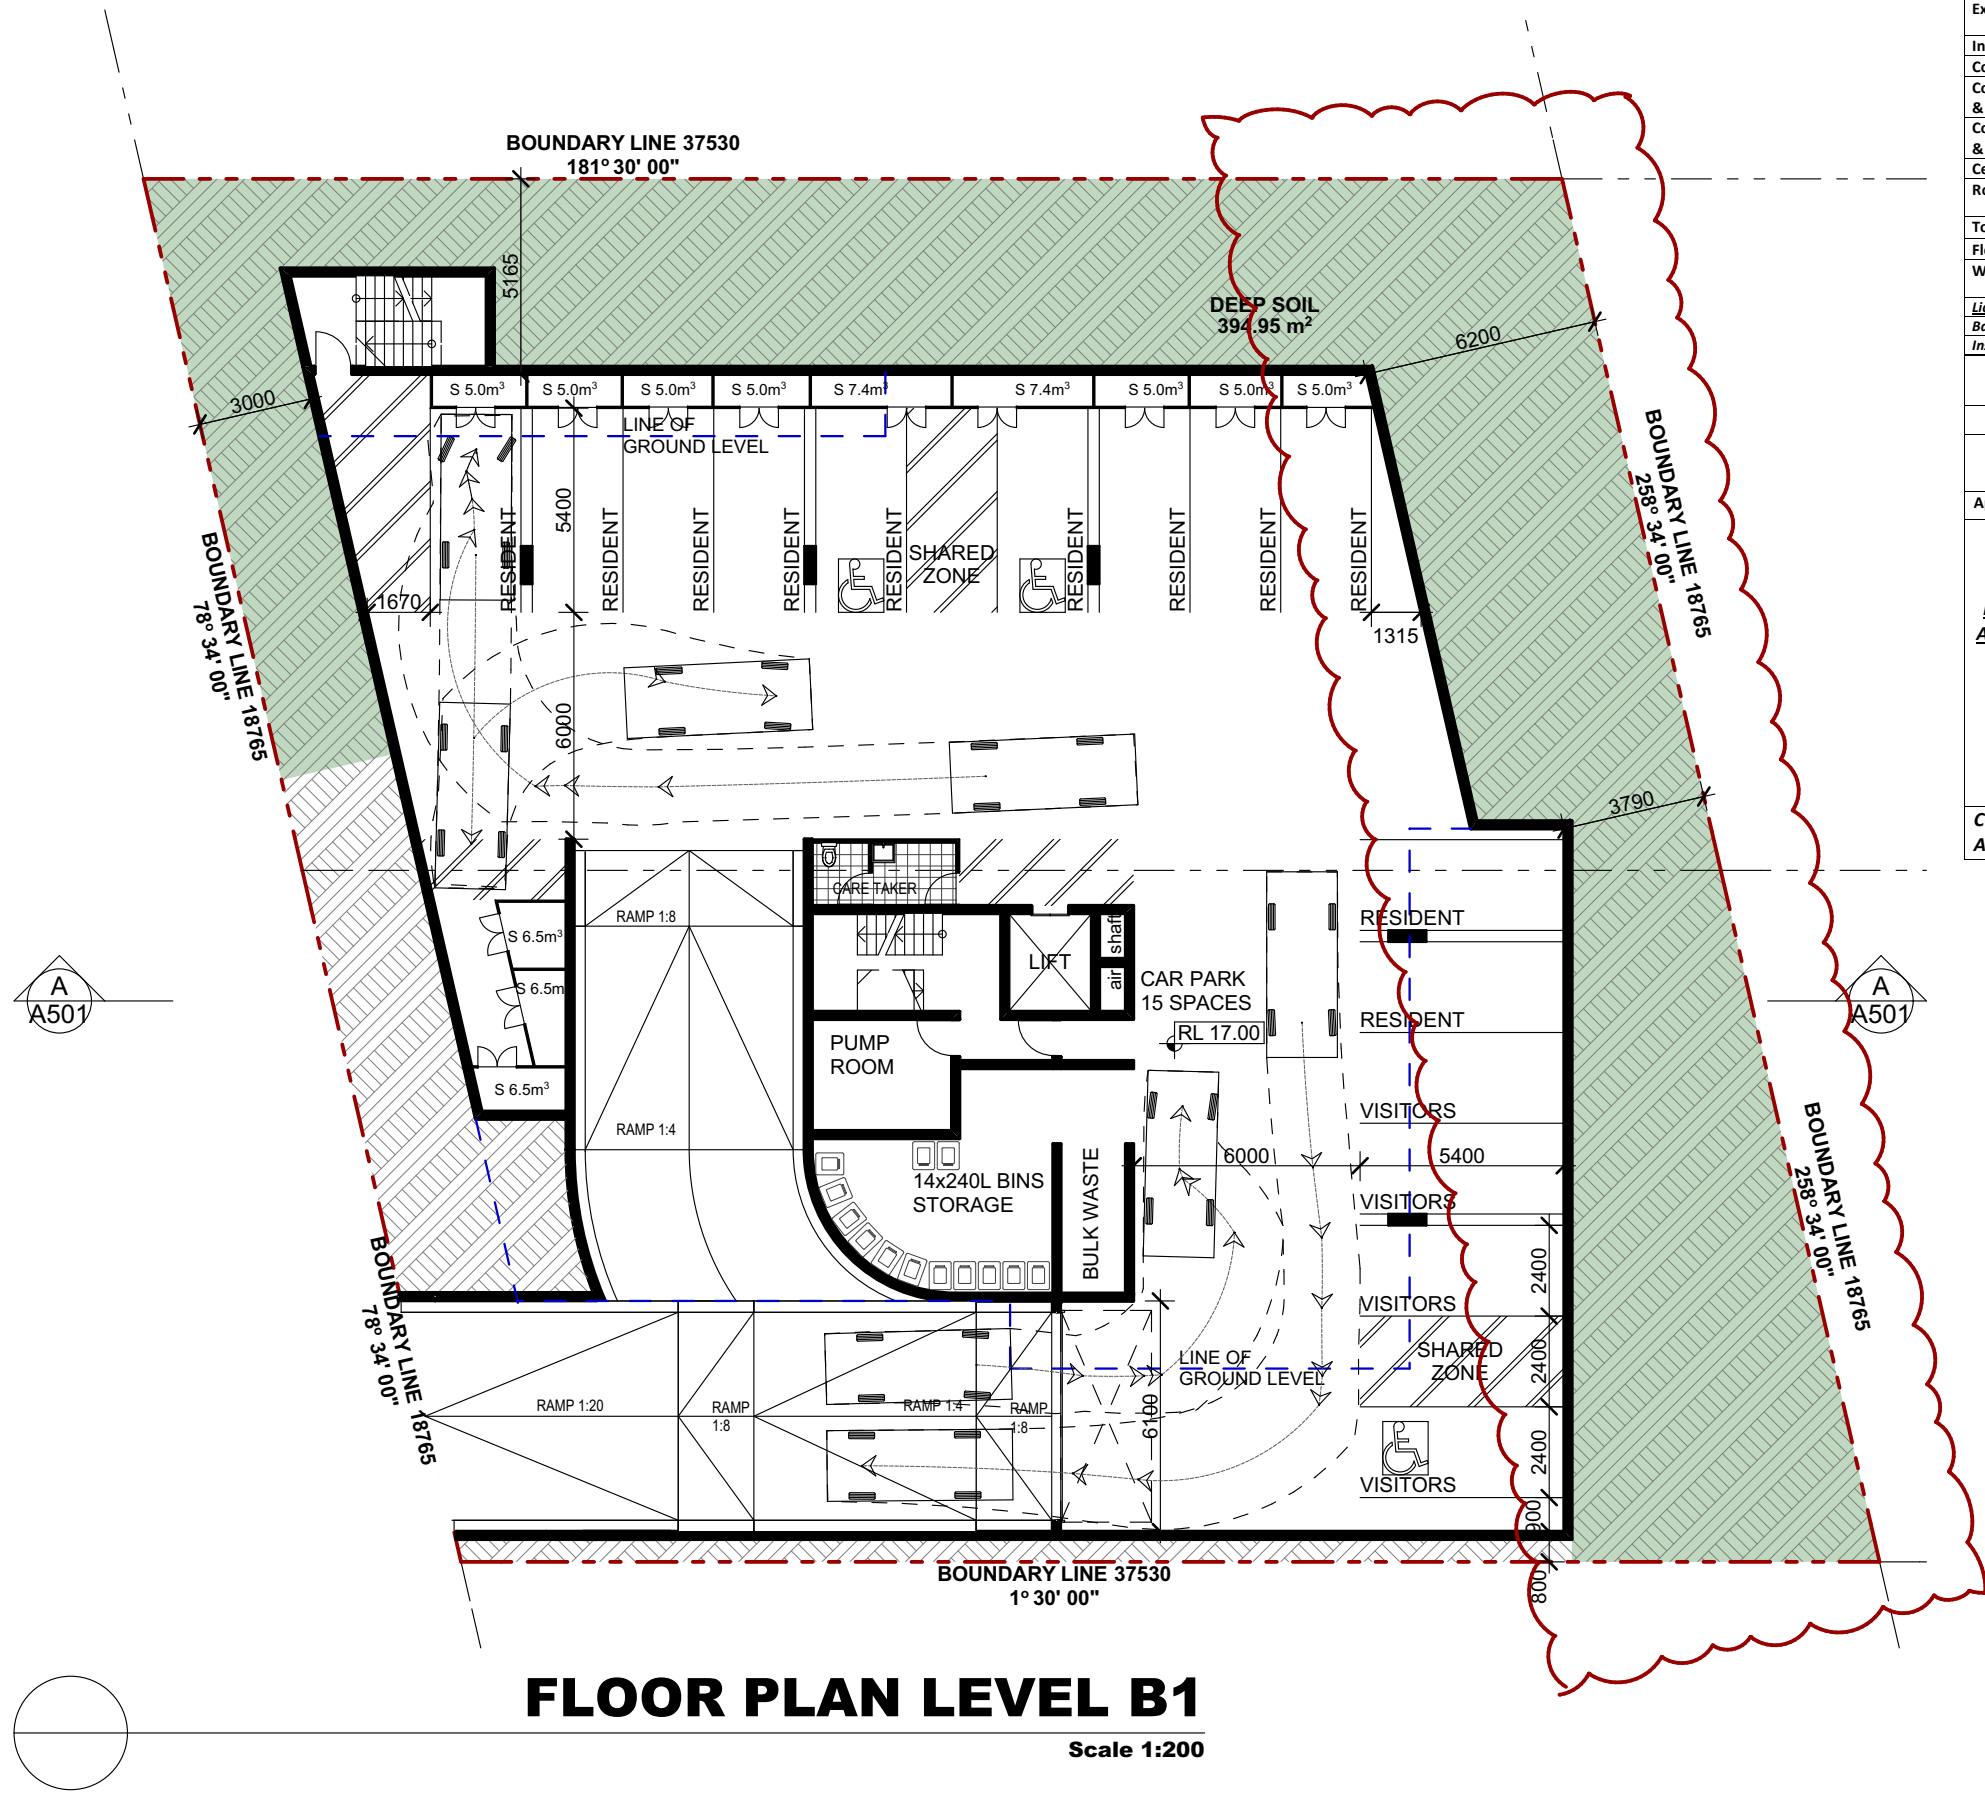 BOUNDARY LINE 37530
181° 30' 00"
5165
DEEP SOIL
394.95 m²
6200
3000
S 5.0m³
S 5.0m³
S 5.0m³
S 5.0m³
S 7.4m³
S 7.4m³
S 5.0m³
S 5.0m³
S 5.0m³
LINE OF
GROUND LEVEL
5400
RESIDENT
RESIDENT
RESIDENT
RESIDENT
RESIDENT
SHARED
ZONE
RESIDENT
RESIDENT
RESIDENT
RESIDENT
BOUNDARY LINE 18765
258° 34' 00"
BOUNDARY LINE 18765
78° 34' 00"
1670
1315
6000
3790
CARE TAKER
RAMP 1:8
RESIDENT
S 6.5m³
LIFT
air shaft
CAR PARK
15 SPACES
S 6.5m
A
A501
A
A501
RESIDENT
RL 17.00
PUMP
ROOM
S 6.5m³
RAMP 1:4
VISITORS
6000
5400
14x240L BINS
STORAGE
BULK WASTE
VISITORS
2400
BOUNDARY LINE 18765
258° 34' 00"
BOUNDARY LINE 18765
78° 34' 00"
VISITORS
SHARED
ZONE
2400
LINE OF
GROUND LEVEL
RAMP 1:20
RAMP
1:8
RAMP 1:4
RAMP
1:8
6100
2400
VISITORS
900
800
BOUNDARY LINE 37530
1° 30' 00"
FLOOR PLAN LEVEL B1
Scale 1:200